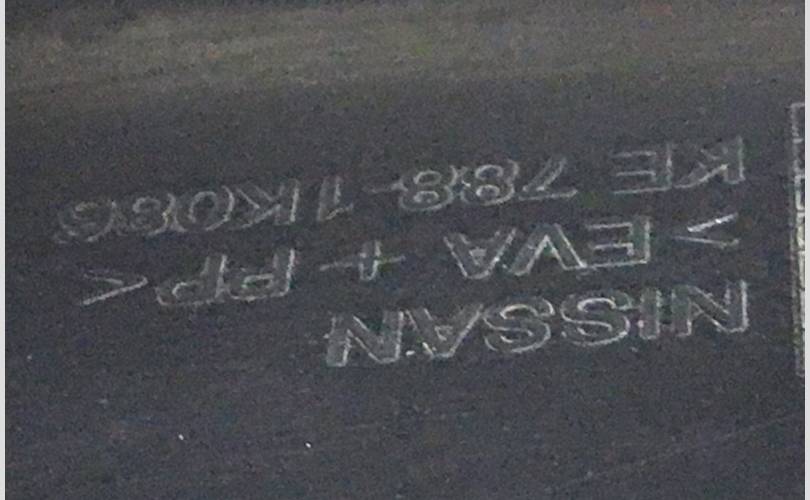 NISSAN
>EVA + PP<
KE 788-1K085